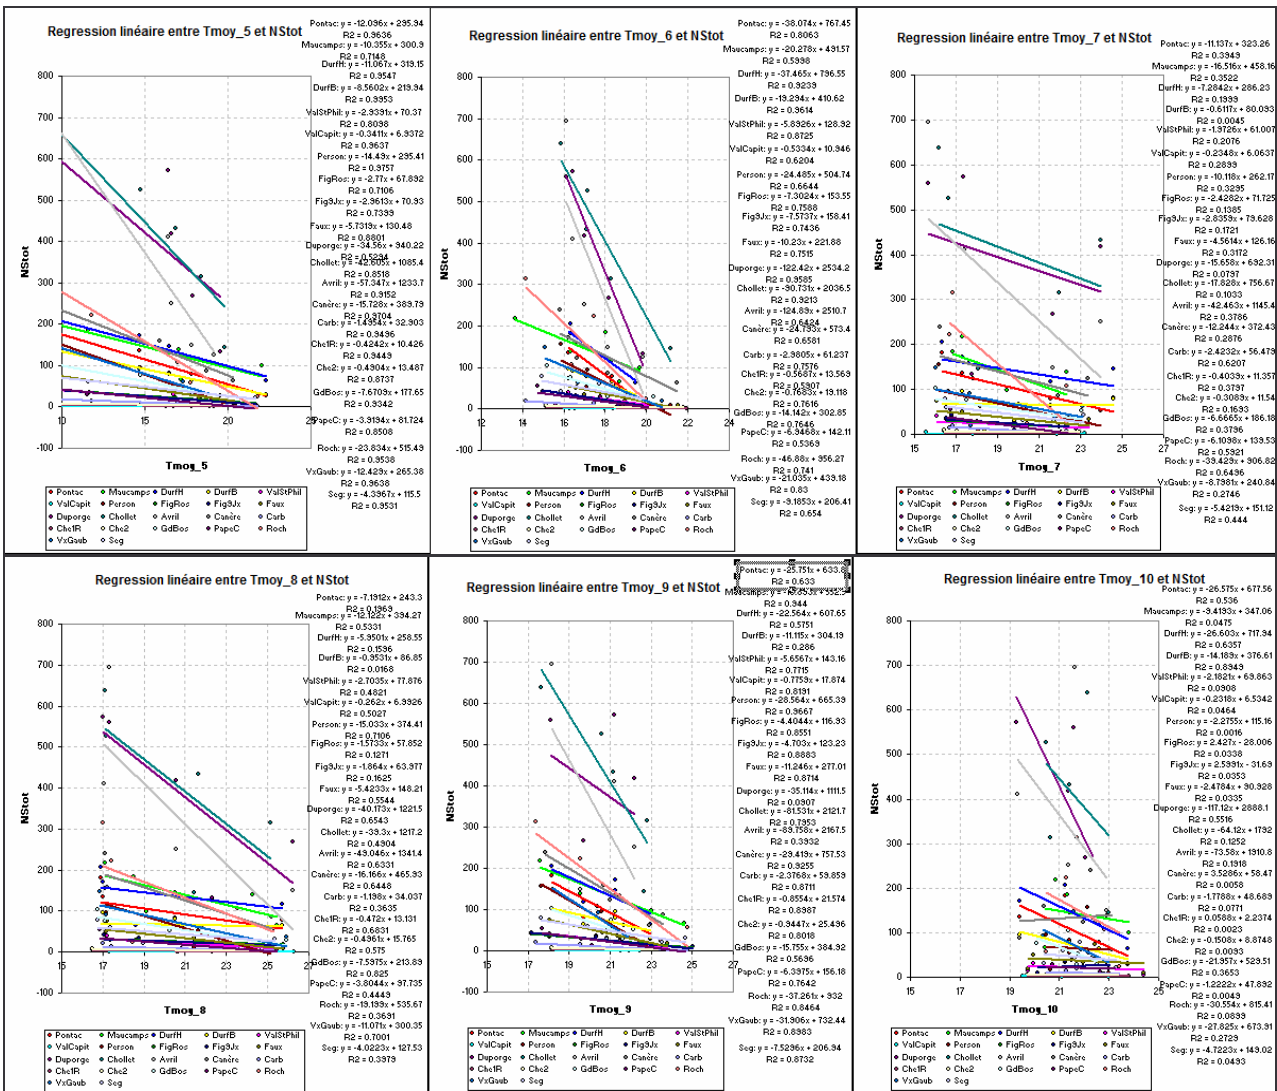 Regression linéaire entre Tmoy_5 et NStot
Pontac: y = -12.096x + 295.94
R2 = 0.9636
Maucamps: y = -10.355x + 300.9
R2 = 0.7148
DurfH: y = -11.067x + 319.15
R2 = 0.9547
DurfB: y = -8.5602x + 219.94
R2 = 0.9953
ValStPhil: y = -2.9391x + 70.37
R2 = 0.8098
ValCapit: y = -0.3411x + 6.9372
R2 = 0.9637
Person: y = -14.49x + 295.41
R2 = 0.9757
FigRos: y = -2.77x + 67.892
R2 = 0.7106
Fig9Jx: y = -2.9613x + 70.93
R2 = 0.7399
Faux: y = -5.7319x + 130.48
R2 = 0.8801
Duporge: y = -34.56x + 940.22
R2 = 0.5294
Chollet: y = -42.605x + 1085.4
R2 = 0.8518
Avril: y = -57.347x + 1233.7
R2 = 0.9152
Canère: y = -15.728x + 389.79
R2 = 0.9704
Carb: y = -1.4954x + 32.903
R2 = 0.9496
Che1R: y = -0.4242x + 10.426
R2 = 0.9449
Che2: y = -0.4904x + 13.487
R2 = 0.8737
GdBos: y = -7.6709x + 177.65
R2 = 0.9342
PapeC: y = -3.9194x + 81.724
R2 = 0.8508
Roch: y = -23.834x + 515.49
R2 = 0.9538
VxGaub: y = -12.429x + 265.38
R2 = 0.9638
Seg: y = -4.3967x + 115.5
R2 = 0.9531
NStot
800
700
600
500
400
300
200
100
0
-100
10 15 20 25
Tmoy_5
Pontac Maucamps DurfH DurfB ValStPhil
ValCapit Person FigRos Fig9Jx Faux
Duporge Chollet Avril Canère Carb
Che1R Che2 GdBos PapeC Roch
VxGaub Seg
Regression linéaire entre Tmoy_6 et NStot
Pontac: y = -38.074x + 767.45
R2 = 0.8063
Maucamps: y = -20.278x + 491.57
R2 = 0.5998
DurfH: y = -37.465x + 796.55
R2 = 0.9239
DurfB: y = -19.294x + 410.62
R2 = 0.9614
ValStPhil: y = -5.8926x + 128.92
R2 = 0.8725
ValCapit: y = -0.5334x + 10.946
R2 = 0.6204
Person: y = -24.485x + 504.74
R2 = 0.6644
FigRos: y = -7.3024x + 153.55
R2 = 0.7588
Fig9Jx: y = -7.5737x + 158.41
R2 = 0.7436
Faux: y = -10.23x + 221.88
R2 = 0.7515
Duporge: y = -122.42x + 2534.2
R2 = 0.9585
Chollet: y = -90.731x + 2036.5
R2 = 0.9213
Avril: y = -124.89x + 2510.7
R2 = 0.6424
Canère: y = -24.793x + 573.4
R2 = 0.6581
Carb: y = -2.9805x + 61.237
R2 = 0.7576
Che1R: y = -0.5687x + 13.569
R2 = 0.5907
Che2: y = -0.7683x + 19.118
R2 = 0.7616
GdBos: y = -14.142x + 302.85
R2 = 0.7646
PapeC: y = -6.9468x + 142.11
R2 = 0.5369
Roch: y = -46.88x + 956.27
R2 = 0.741
VxGaub: y = -21.035x + 439.18
R2 = 0.83
Seg: y = -9.1853x + 206.41
R2 = 0.654
NStot
800
700
600
500
400
300
200
100
0
-100
12 14 16 18 20 22
Tmoy_6
Pontac Maucamps DurfH DurfB ValStPhil
ValCapit Person FigRos Fig9Jx Faux
Duporge Chollet Avril Canère Carb
Che1R Che2 GdBos PapeC Roch
VxGaub Seg
Regression linéaire entre Tmoy_7 et NStot
Pontac: y = -11.137x + 323.26
R2 = 0.3949
Maucamps: y = -16.516x + 458.16
R2 = 0.3522
DurfH: y = -7.2842x + 286.23
R2 = 0.1999
DurfB: y = -0.6117x + 80.093
R2 = 0.0045
ValStPhil: y = -1.9726x + 61.007
R2 = 0.2076
ValCapit: y = -0.2348x + 6.0637
R2 = 0.2899
Person: y = -10.118x + 262.17
R2 = 0.3295
FigRos: y = -2.4282x + 71.725
R2 = 0.1385
Fig9Jx: y = -2.8359x + 79.628
R2 = 0.1721
Faux: y = -4.5614x + 126.16
R2 = 0.3172
Duporge: y = -15.658x + 692.31
R2 = 0.0797
Chollet: y = -17.828x + 756.67
R2 = 0.1033
Avril: y = -42.463x + 1145.4
R2 = 0.3786
Canère: y = -12.244x + 372.43
R2 = 0.2876
Carb: y = -2.4232x + 56.479
R2 = 0.6207
Che1R: y = -0.4039x + 11.357
R2 = 0.3797
Che2: y = -0.3089x + 11.54
R2 = 0.1693
GdBos: y = -6.6665x + 186.18
R2 = 0.3796
PapeC: y = -6.1098x + 139.53
R2 = 0.5921
Roch: y = -39.429x + 906.82
R2 = 0.6496
VxGaub: y = -8.7981x + 240.84
R2 = 0.2746
Seg: y = -5.4219x + 151.12
R2 = 0.444
NStot
800
700
600
500
400
300
200
100
0
15 17 19 21 23 25 27
Tmoy_7
Pontac Maucamps DurfH DurfB ValStPhil
ValCapit Person FigRos Fig9Jx Faux
Duporge Chollet Avril Canère Carb
Che1R Che2 GdBos PapeC Roch
VxGaub Seg
Regression linéaire entre Tmoy_8 et NStot
Pontac: y = -7.1912x + 243.3
R2 = 0.1969
Maucamps: y = -12.122x + 394.27
R2 = 0.5331
DurfH: y = -5.9501x + 258.55
R2 = 0.1596
DurfB: y = -0.9531x + 86.85
R2 = 0.0168
ValStPhil: y = -2.7035x + 77.876
R2 = 0.4821
ValCapit: y = -0.262x + 6.9926
R2 = 0.5027
Person: y = -15.033x + 374.41
R2 = 0.7106
FigRos: y = -1.5733x + 57.852
R2 = 0.1271
Fig9Jx: y = -1.864x + 63.977
R2 = 0.1625
Faux: y = -5.4233x + 148.21
R2 = 0.5544
Duporge: y = -40.173x + 1221.5
R2 = 0.6543
Chollet: y = -39.3x + 1217.2
R2 = 0.4904
Avril: y = -49.046x + 1341.4
R2 = 0.6331
Canère: y = -16.166x + 465.93
R2 = 0.6448
Carb: y = -1.198x + 34.037
R2 = 0.3635
Che1R: y = -0.472x + 13.131
R2 = 0.6831
Che2: y = -0.4361x + 15.765
R2 = 0.575
GdBos: y = -7.5975x + 213.89
R2 = 0.825
PapeC: y = -3.8044x + 97.735
R2 = 0.4449
Roch: y = -19.199x + 535.67
R2 = 0.3691
VxGaub: y = -11.071x + 300.35
R2 = 0.7001
Seg: y = -4.0223x + 127.53
R2 = 0.3979
NStot
800
700
600
500
400
300
200
100
0
-100
15 17 19 21 23 25 27
Tmoy_8
Pontac Maucamps DurfH DurfB ValStPhil
ValCapit Person FigRos Fig9Jx Faux
Duporge Chollet Avril Canère Carb
Che1R Che2 GdBos PapeC Roch
VxGaub Seg
Regression linéaire entre Tmoy_9 et NStot
Pontac: y = -25.751x + 633.8
R2 = 0.633
R2 = 0.944
DurfH: y = -22.564x + 607.65
R2 = 0.5751
DurfB: y = -11.115x + 304.19
R2 = 0.286
ValStPhil: y = -5.6567x + 143.16
R2 = 0.7715
ValCapit: y = -0.7759x + 17.874
R2 = 0.8191
Person: y = -28.564x + 665.39
R2 = 0.9667
FigRos: y = -4.4044x + 116.93
R2 = 0.8551
Fig9Jx: y = -4.703x + 123.23
R2 = 0.8883
Faux: y = -11.246x + 277.01
R2 = 0.8714
Duporge: y = -35.114x + 1111.5
R2 = 0.0907
Chollet: y = -81.531x + 2121.7
R2 = 0.7953
Avril: y = -89.758x + 2167.5
R2 = 0.3932
Canère: y = -29.419x + 757.53
R2 = 0.9255
Carb: y = -2.3768x + 59.859
R2 = 0.8711
Che1R: y = -0.8554x + 21.574
R2 = 0.8987
Che2: y = -0.9447x + 25.496
R2 = 0.8018
GdBos: y = -15.755x + 384.92
R2 = 0.5696
PapeC: y = -6.3975x + 156.18
R2 = 0.7642
Roch: y = -37.261x + 932
R2 = 0.8464
VxGaub: y = -31.906x + 732.44
R2 = 0.8983
Seg: y = -7.5296x + 206.94
R2 = 0.8732
NStot
800
700
600
500
400
300
200
100
0
-100
15 17 19 21 23 25 27
Tmoy_9
Pontac Maucamps DurfH DurfB ValStPhil
ValCapit Person FigRos Fig9Jx Faux
Duporge Chollet Avril Canère Carb
Che1R Che2 GdBos PapeC Roch
VxGaub Seg
Regression linéaire entre Tmoy_10 et NStot
Pontac: y = -26.575x + 677.56
R2 = 0.536
Maucamps: y = -9.4193x + 347.06
R2 = 0.0475
DurfH: y = -26.603x + 717.94
R2 = 0.6357
DurfB: y = -14.189x + 376.61
R2 = 0.8949
ValStPhil: y = -2.1821x + 69.863
R2 = 0.0908
ValCapit: y = -0.2318x + 6.5342
R2 = 0.0464
Person: y = -2.2755x + 115.16
R2 = 0.0016
FigRos: y = 2.427x - 28.006
R2 = 0.0338
Fig9Jx: y = 2.5991x - 31.69
R2 = 0.0353
Faux: y = -2.4784x + 90.928
R2 = 0.0335
Duporge: y = -117.12x + 2888.1
R2 = 0.5516
Chollet: y = -64.12x + 1792
R2 = 0.1252
Avril: y = -73.58x + 1910.8
R2 = 0.1918
Canère: y = 3.5286x + 58.47
R2 = 0.0058
Carb: y = -1.7788x + 48.689
R2 = 0.0771
Che1R: y = 0.0588x + 2.2374
R2 = 0.0023
Che2: y = -0.1508x + 8.8748
R2 = 0.0093
GdBos: y = -21.957x + 529.51
R2 = 0.3653
PapeC: y = -1.2222x + 47.892
R2 = 0.0049
Roch: y = -30.554x + 815.41
R2 = 0.0899
VxGaub: y = -27.825x + 673.91
R2 = 0.2729
Seg: y = -4.7223x + 149.02
R2 = 0.0493
NStot
800
700
600
500
400
300
200
100
0
15 17 19 21 23 25
Tmoy_10
Pontac Maucamps DurfH DurfB ValStPhil
ValCapit Person FigRos Fig9Jx Faux
Duporge Chollet Avril Canère Carb
Che1R Che2 GdBos PapeC Roch
VxGaub Seg